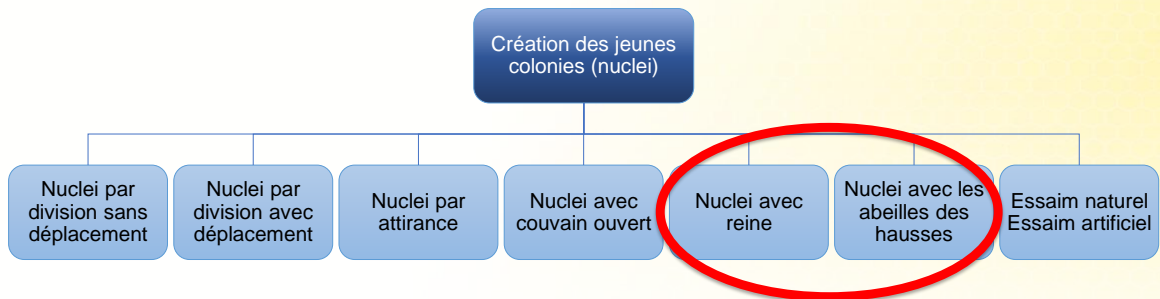 Création des jeunes
colonies (nuclei)
Nuclei par
division sans
déplacement
Nuclei par
division avec
déplacement
Nuclei par
attirance
Nuclei avec
couvain ouvert
Nuclei avec
reine
Nuclei avec les
abeilles des
hausses
Essaim naturel
Essaim artificiel